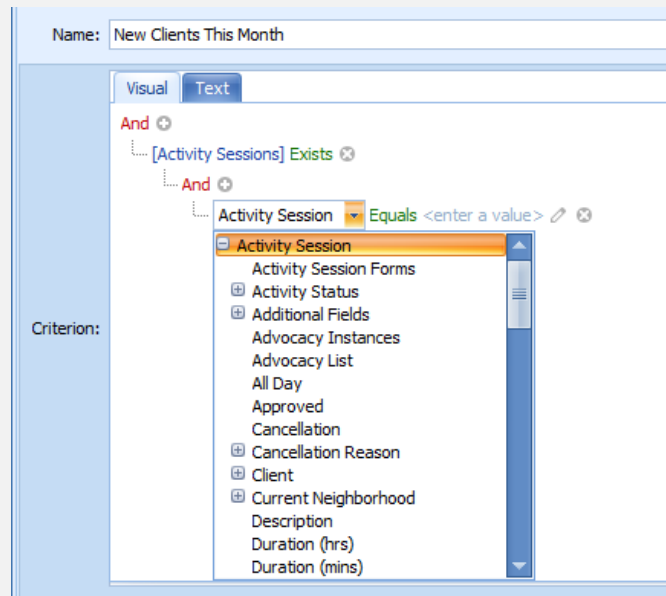 Name: New Clients This Month
Visual Text
And
[Activity Sessions] Exists
And
Activity Session Equals <enter a value>
Activity Session
Activity Session Forms
Activity Status
Additional Fields
Advocacy Instances
Advocacy List
Criterion:
All Day
Approved
Cancellation
Cancellation Reason
Client
Current Neighborhood
Description
Duration (hrs)
Duration (mins)